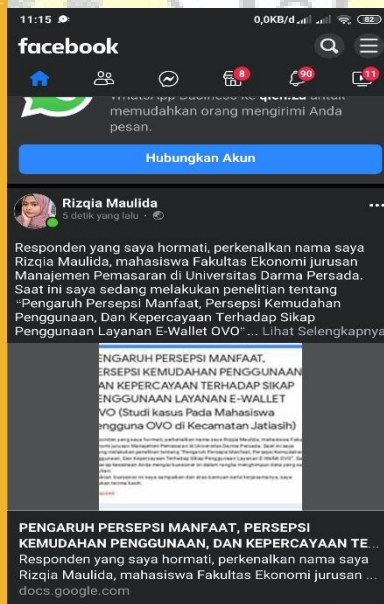 11:15
0,0KB/d
82
facebook
8
90
11
memudahkan orang mengirimi Anda
pesan.
Hubungkan Akun
Rizqia Maulida
5 detik yang lalu
Responden yang saya hormati, perkenalkan nama saya
Rizqia Maulida, mahasiswa Fakultas Ekonomi jurusan
Manajemen Pemasaran di Universitas Darma Persada.
Saat ini saya sedang melakukan penelitian tentang
“Pengaruh Persepsi Manfaat, Persepsi Kemudahan
Penggunaan, Dan Kepercayaan Terhadap Sikap
Penggunaan Layanan E-Wallet OVO”... Lihat Selengkapnya
ENGARUH PERSEPSI MANFAAT,
ERSEPSI KEMUDAHAN PENGGUNAAN
AN KEPERCAYAAN TERHADAP SIKAP
ENGGUNAAN LAYANAN E-WALLET
VO (Studi kasus Pada Mahasiswa
engguna OVO di Kecamatan Jatiasih)
PENGARUH PERSEPSI MANFAAT, PERSEPSI
KEMUDAHAN PENGGUNAAN, DAN KEPERCAYAAN TE...
Responden yang saya hormati, perkenalkan nama saya
Rizqia Maulida, mahasiswa Fakultas Ekonomi jurusan ...
docs.google.com